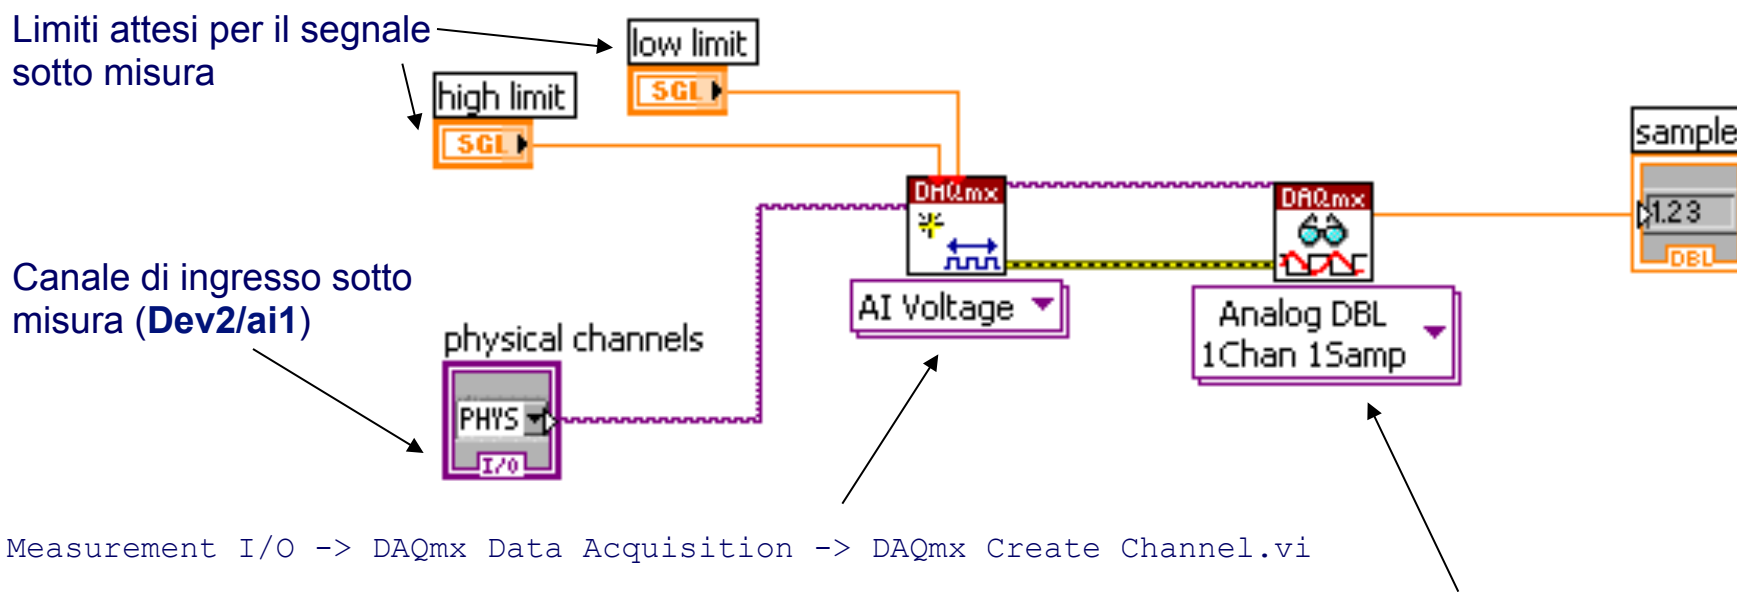 Limiti attesi per il segnale
sotto misura
low limit
SGL
high limit
SGL
sample
DAQmx
DAQmx
1.23
DBL
AI Voltage
Analog DBL
1Chan 1Samp
Canale di ingresso sotto
misura (Dev2/ai1)
physical channels
PHYS
I/O
Measurement I/O -> DAQmx Data Acquisition -> DAQmx Create Channel.vi